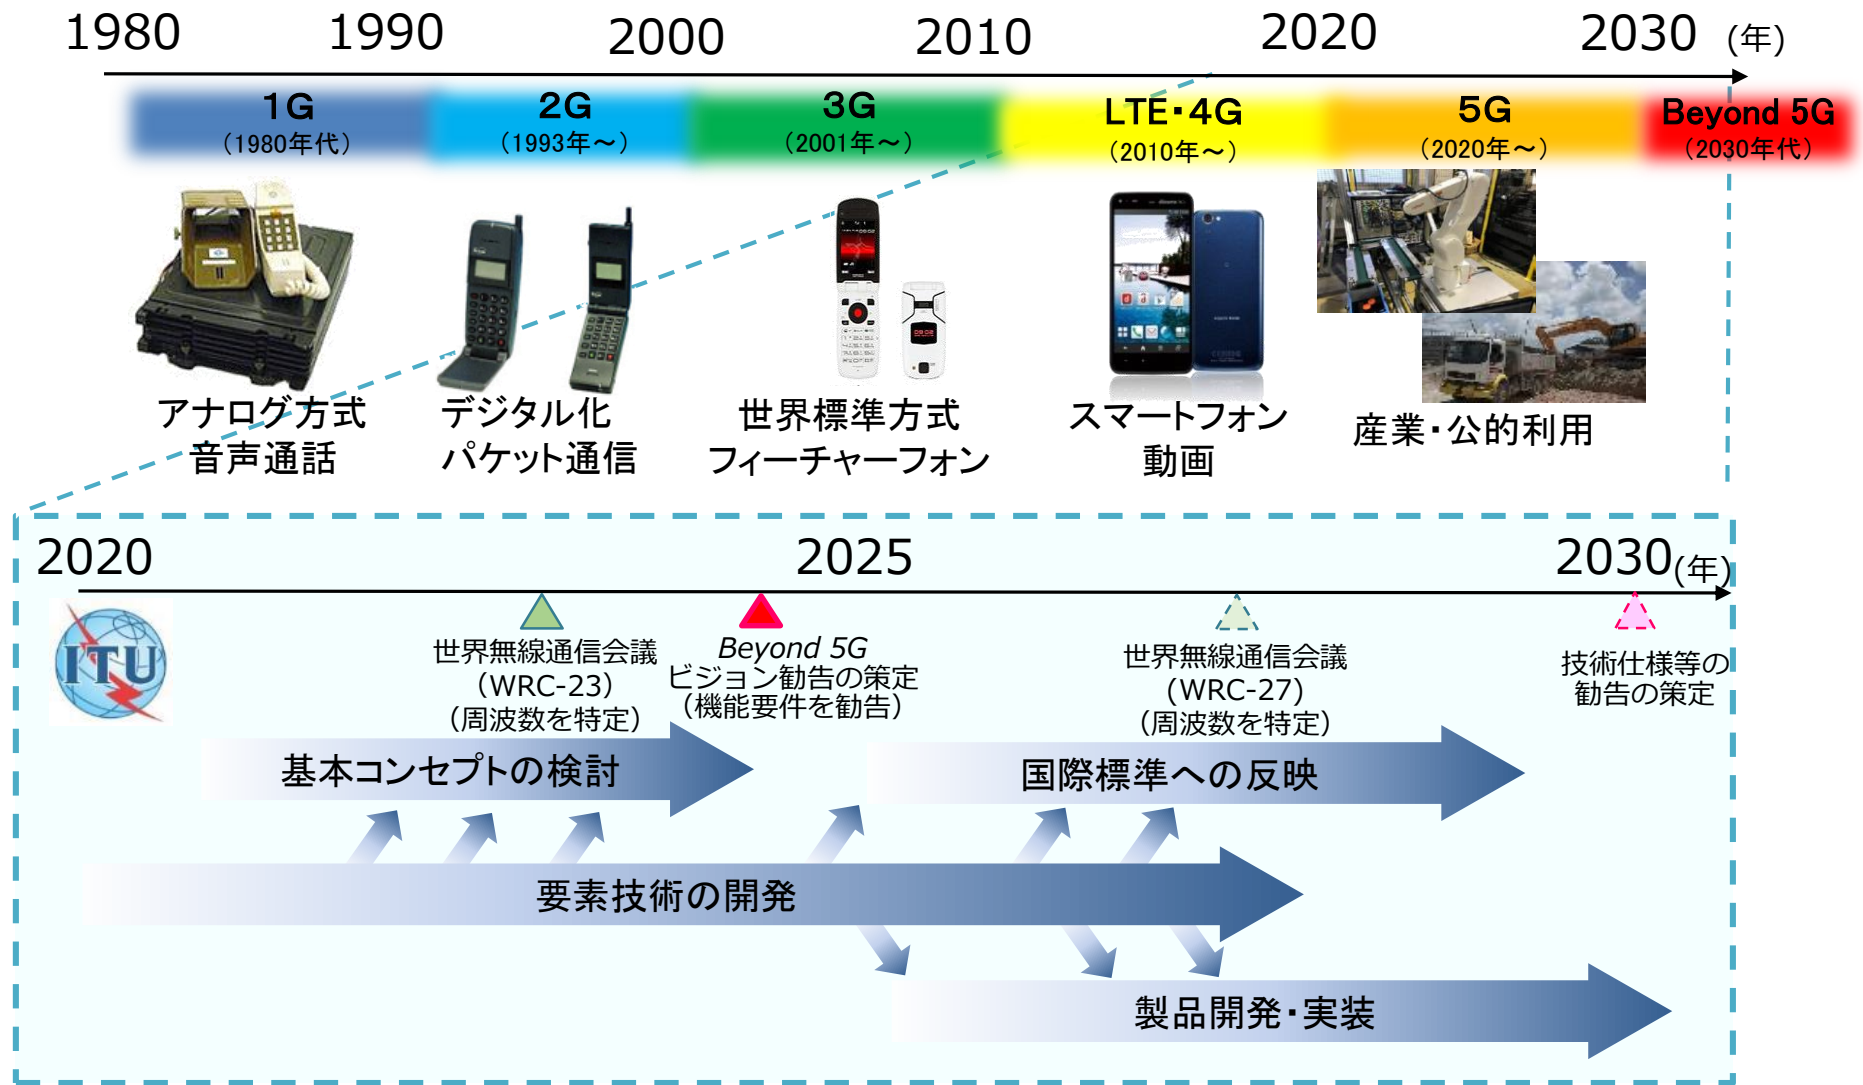 1980 1990 2000 2010 2020 2030 (年)
1G 2G 3G LTE・4G 5G Beyond 5G
（1980年代） （1993年～） （2001年～） （2010年～） （2020年～） （2030年代）
アナログ方式
音声通話
デジタル化
パケット通信
世界標準方式
フィーチャーフォン
スマートフォン
動画
産業・公的利用
2020 2025 2030 (年)
ITU
世界無線通信会議
（WRC-23）
（周波数を特定）
Beyond 5G
ビジョン勧告の策定
（機能要件を勧告）
世界無線通信会議
(WRC-27)
（周波数を特定）
技術仕様等の
勧告の策定
基本コンセプトの検討
国際標準への反映
要素技術の開発
製品開発・実装